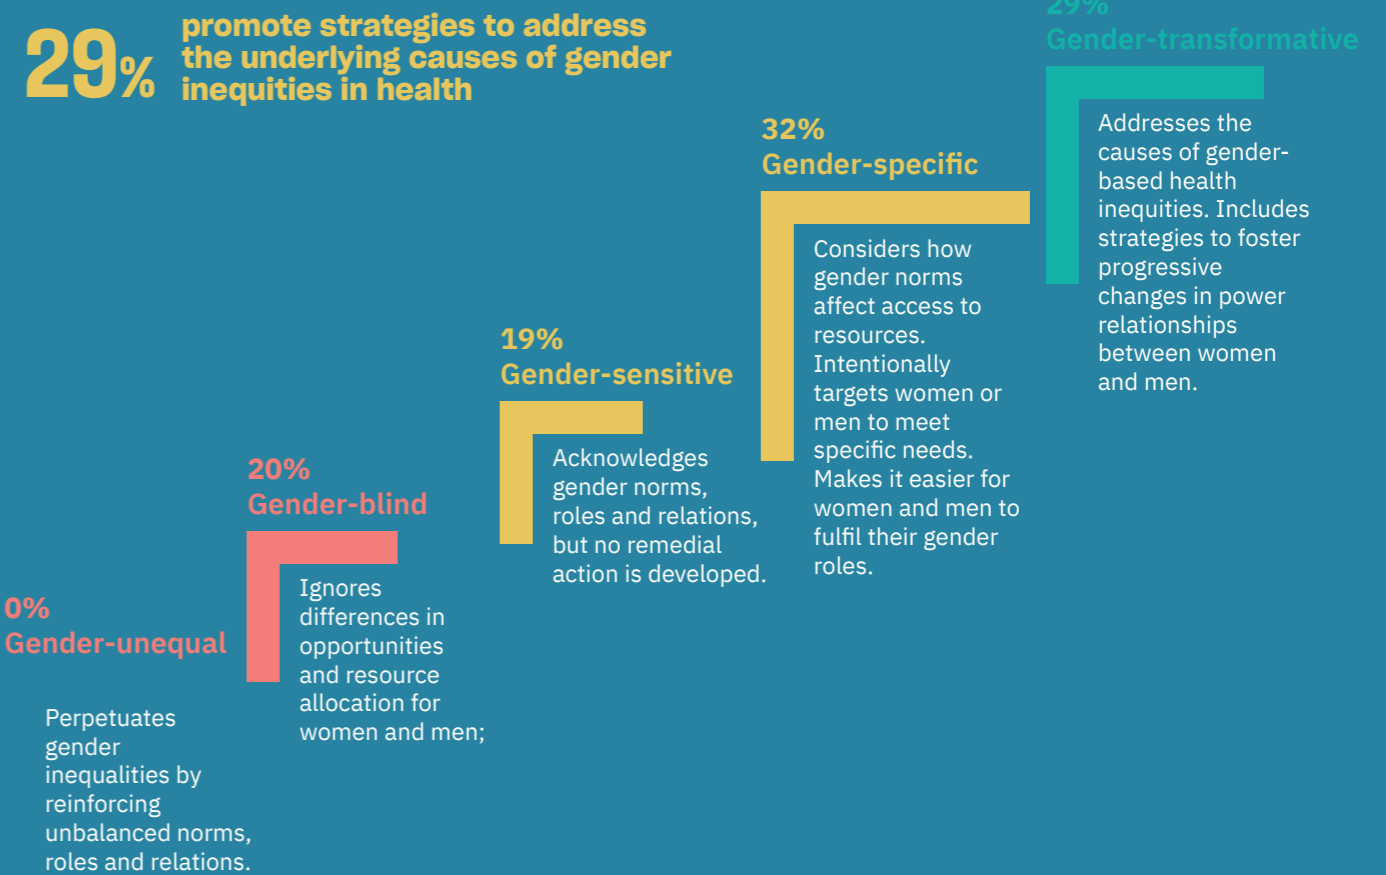 29%
promote strategies to address
the underlying causes of gender
inequities in health
0%
Gender-unequal
Perpetuates
gender
inequalities by
reinforcing
unbalanced norms,
roles and relations.
20%
Gender-blind
Ignores
differences in
opportunities
and resource
allocation for
women and men;
19%
Gender-sensitive
Acknowledges
gender norms,
roles and relations,
but no remedial
action is developed.
32%
Gender-specific
Considers how
gender norms
affect access to
resources.
Intentionally
targets women or
men to meet
specific needs.
Makes it easier for
women and men to
fulfil their gender
roles.
29%
Gender-transformative
Addresses the
causes of gender-
based health
inequities. Includes
strategies to foster
progressive
changes in power
relationships
between women
and men.